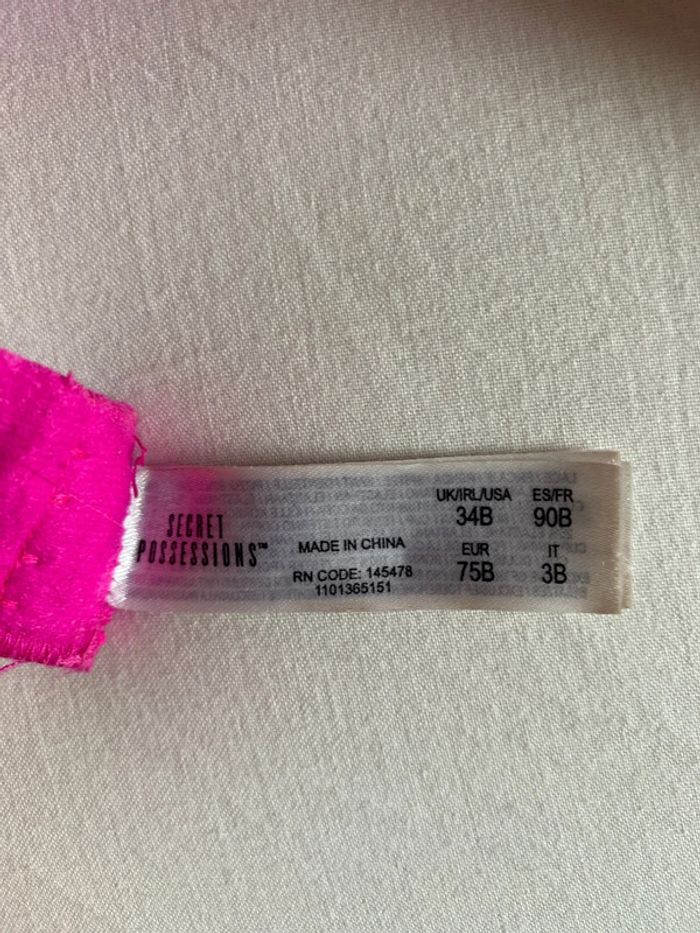 SECRET
POSSESSIONS™
MADE IN CHINA
RN CODE: 145478
1101365151
UK/IRL/USA ES/FR
34B 90B
EUR IT
75B 3B